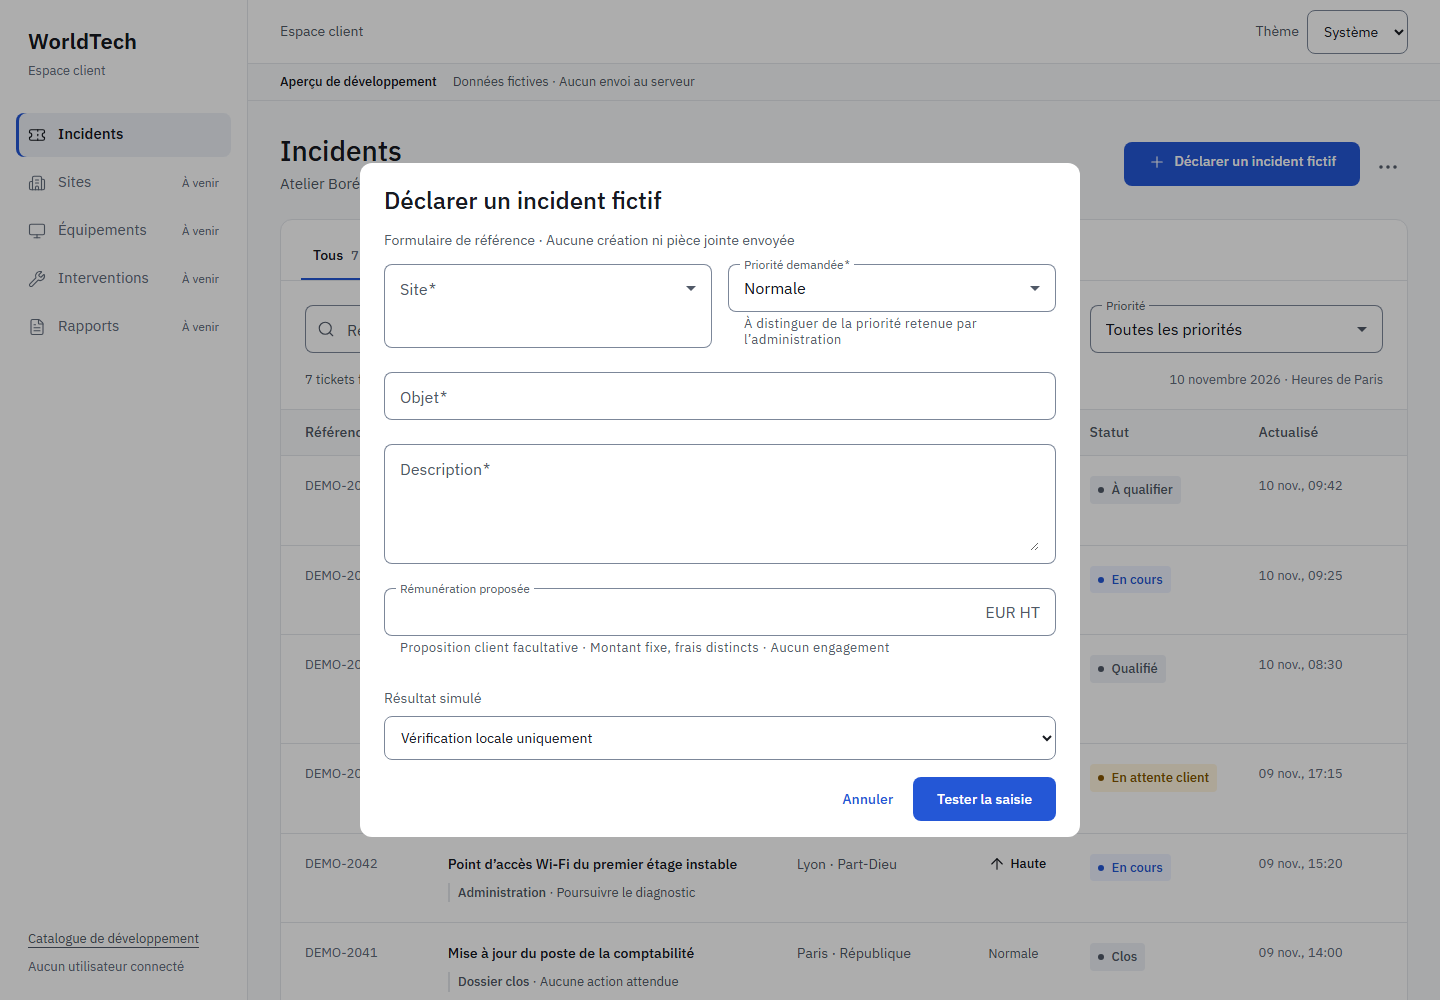 WorldTech
Espace client
Incidents
Sites À venir
Équipements À venir
Interventions À venir
Rapports À venir
Catalogue de développement
Aucun utilisateur connecté
Espace client
Thème Système
Aperçu de développement Données fictives · Aucun envoi au serveur
Incidents
Atelier
Déclarer un incident fictif
Tous 7
Priorité
Toutes les priorités
7 tickets
10 novembre 2026 · Heures de Paris
Statut Actualisé
À qualifier 10 nov., 09:42
En cours 10 nov., 09:25
Qualifié 10 nov., 08:30
En attente client 09 nov., 17:15
DEMO-2042 Point d’accès Wi-Fi du premier étage instable Lyon · Part-Dieu Haute En cours 09 nov., 15:20
Administration · Poursuivre le diagnostic
DEMO-2041 Mise à jour du poste de la comptabilité Paris · République Normale Clos 09 nov., 14:00
Dossier clos · Aucune action attendue
Déclarer un incident fictif
Formulaire de référence · Aucune création ni pièce jointe envoyée
Site*
Priorité demandée*
Normale
À distinguer de la priorité retenue par
l’administration
Objet*
Description*
Rémunération proposée
EUR HT
Proposition client facultative · Montant fixe, frais distincts · Aucun engagement
Résultat simulé
Vérification locale uniquement
Annuler Tester la saisie